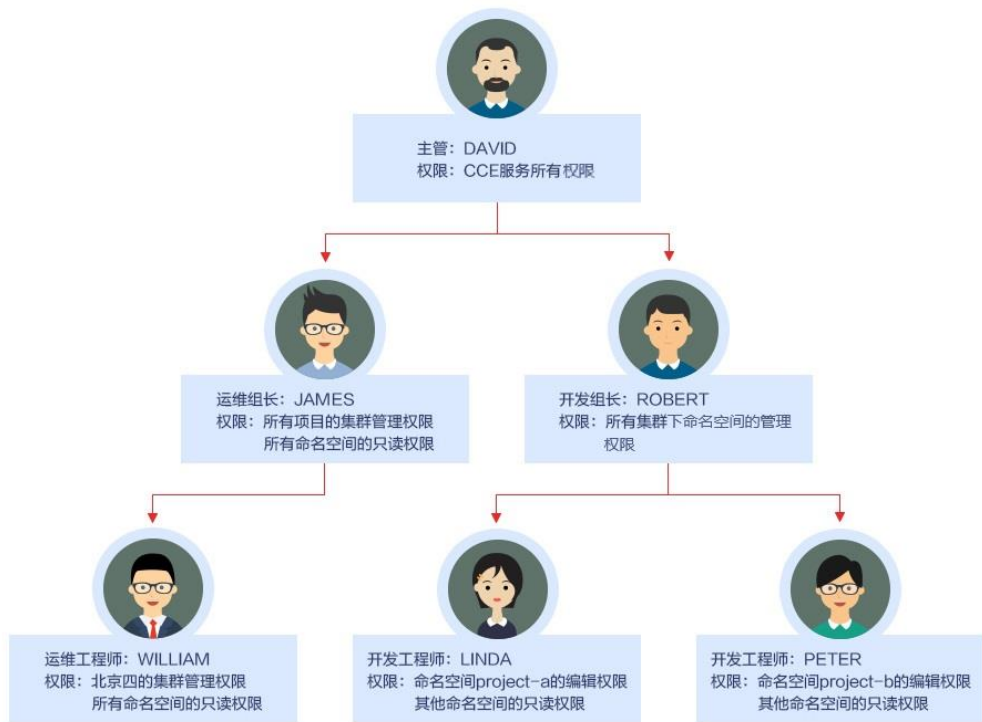 主管：DAVID
权限：CCE服务所有权限
运维组长：JAMES
权限：所有项目的集群管理权限
所有命名空间的只读权限
开发组长：ROBERT
权限：所有集群下命名空间的管理
权限
运维工程师：WILLIAM
权限：北京四的集群管理权限
所有命名空间的只读权限
开发工程师：LINDA
权限：命名空间project-a的编辑权限
其他命名空间的只读权限
开发工程师：PETER
权限：命名空间project-b的编辑权限
其他命名空间的只读权限